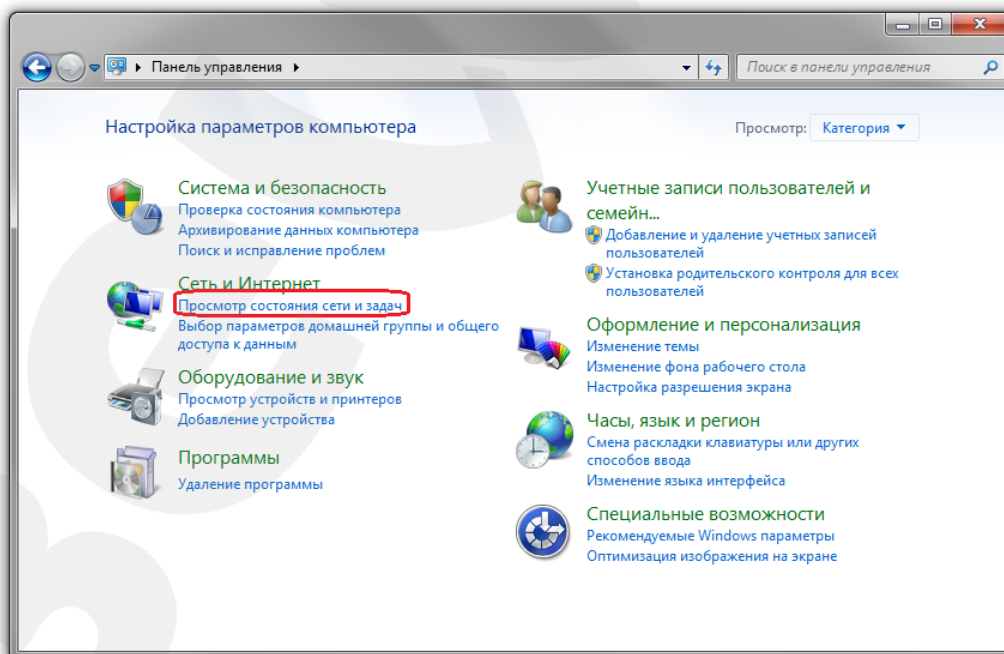 Панель управления
Поиск в панели управления
Настройка параметров компьютера
Просмотр: Категория
Система и безопасность
Проверка состояния компьютера
Архивирование данных компьютера
Поиск и исправление проблем
Сеть и Интернет
Просмотр состояния сети и задач
Выбор параметров домашней группы и общего
доступа к данным
Оборудование и звук
Просмотр устройств и принтеров
Добавление устройства
Программы
Удаление программы
Учетные записи пользователей и
семейн...
Добавление и удаление учетных записей
пользователей
Установка родительского контроля для всех
пользователей
Оформление и персонализация
Изменение темы
Изменение фона рабочего стола
Настройка разрешения экрана
Часы, язык и регион
Смена раскладки клавиатуры или других
способов ввода
Изменение языка интерфейса
Специальные возможности
Рекомендуемые Windows параметры
Оптимизация изображения на экране